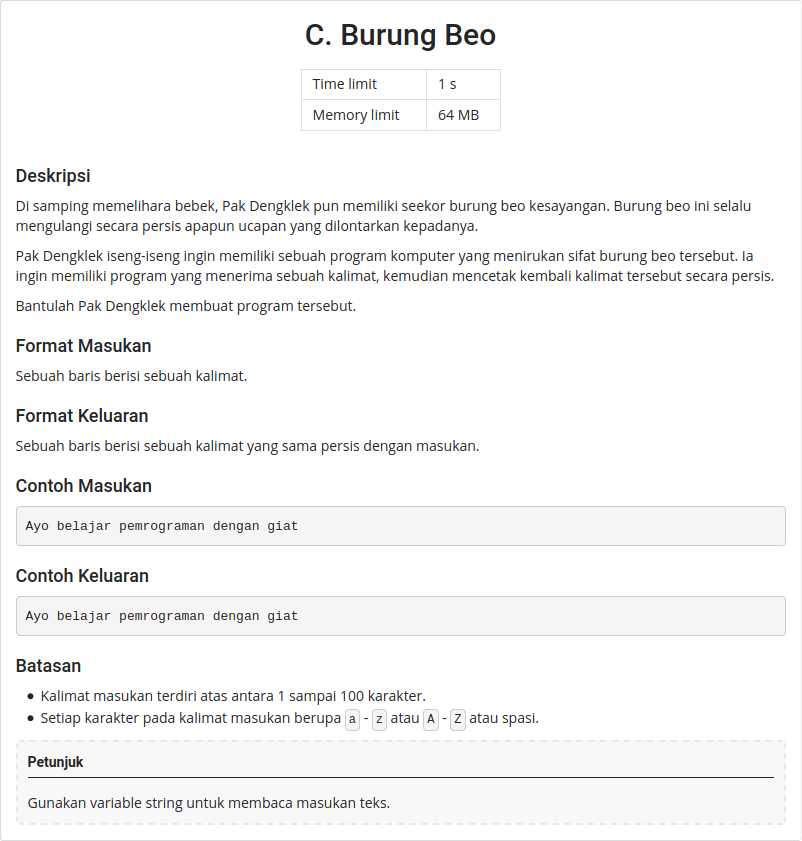 C. Burung Beo
Time limit 1 s
Memory limit 64 MB
Deskripsi
Di samping memelihara bebek, Pak Dengklek pun memiliki seekor burung beo kesayangan. Burung beo ini selalu
mengulangi secara persis apapun ucapan yang dilontarkan kepadanya.
Pak Dengklek iseng-iseng ingin memiliki sebuah program komputer yang menirukan sifat burung beo tersebut. Ia
ingin memiliki program yang menerima sebuah kalimat, kemudian mencetak kembali kalimat tersebut secara persis.
Bantulah Pak Dengklek membuat program tersebut.
Format Masukan
Sebuah baris berisi sebuah kalimat.
Format Keluaran
Sebuah baris berisi sebuah kalimat yang sama persis dengan masukan.
Contoh Masukan
Ayo belajar pemrograman dengan giat
Contoh Keluaran
Ayo belajar pemrograman dengan giat
Batasan
• Kalimat masukan terdiri atas antara 1 sampai 100 karakter.
• Setiap karakter pada kalimat masukan berupa a - z atau A - Z atau spasi.
Petunjuk
Gunakan variable string untuk membaca masukan teks.